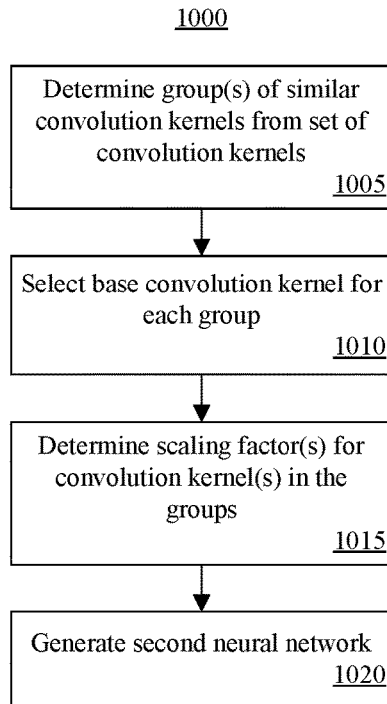 1000
Determine group(s) of similar
convolution kernels from set of
convolution kernels
1005
Select base convolution kernel for
each group
1010
Determine scaling factor(s) for
convolution kernel(s) in the
groups
1015
Generate second neural network
1020